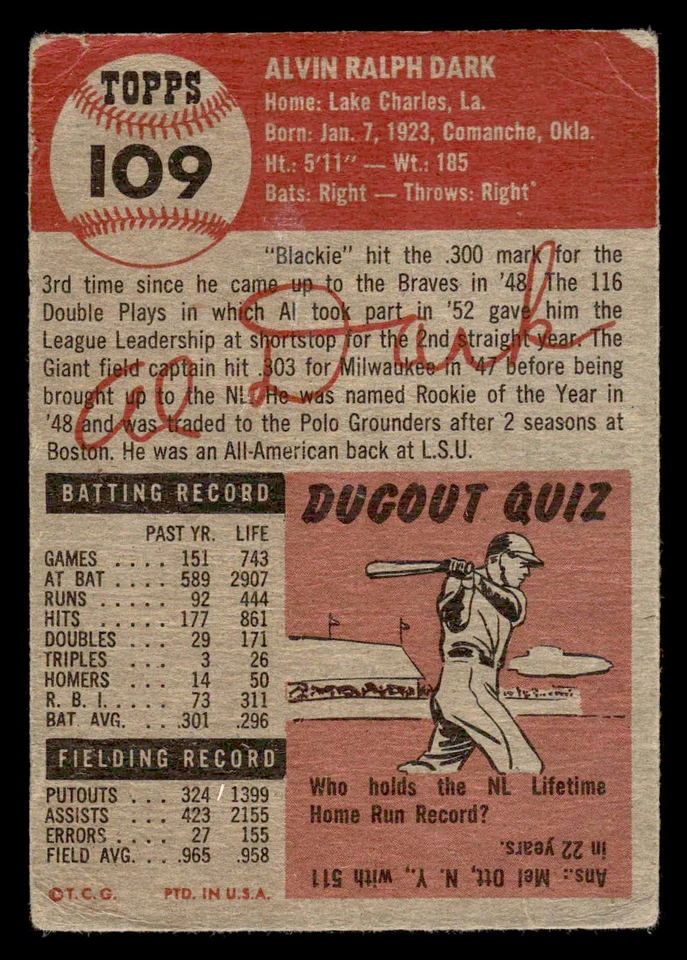 TOPPS
109
ALVIN RALPH DARK
Home: Lake Charles, La.
Born: Jan. 7, 1923, Comanche, Okla.
Ht.: 5'11" — Wt.: 185
Bats: Right — Throws: Right
"Blackie" hit the .300 mark for the
3rd time since he came up to the Braves in '48. The 116
Double Plays in which Al took part in '52 gave him the
League Leadership at shortstop for the 2nd straight year. The
Giant field captain hit .303 for Milwaukee in '47 before being
brought up to the NL. He was named Rookie of the Year in
'48 and was traded to the Polo Grounders after 2 seasons at
Boston. He was an All-American back at L.S.U.
Al Dark
BATTING RECORD
PAST YR. LIFE
GAMES .... 151 743
AT BAT .... 589 2907
RUNS ..... 92 444
HITS ..... 177 861
DOUBLES .. 29 171
TRIPLES ... 3 26
HOMERS ... 14 50
R. B. I. .... 73 311
BAT. AVG. .. .301 .296
FIELDING RECORD
PUTOUTS ... 324 1399
ASSISTS .... 423 2155
ERRORS .... 27 155
FIELD AVG. ... .965 .958
©T.C.G. PTD. IN U.S.A.
DUGOUT QUIZ
Who holds the NL Lifetime
Home Run Record?
Ans.: Mel Ott, N. Y., with 511
in 22 years.